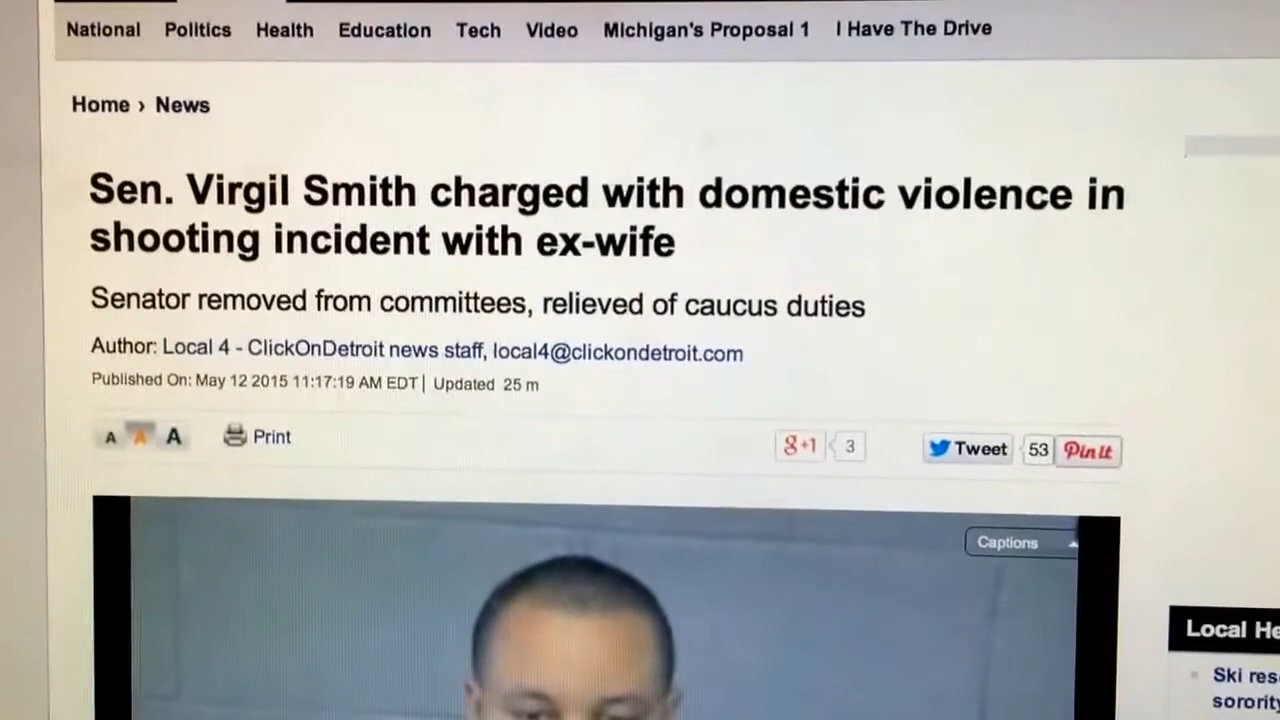 National Politics Health Education Tech Video Michigan's Proposal 1 I Have The Drive
Home › News
Sen. Virgil Smith charged with domestic violence in
shooting incident with ex-wife
Senator removed from committees, relieved of caucus duties
Author: Local 4 - ClickOnDetroit news staff, local4@clickondetroit.com
Published On: May 12 2015 11:17:19 AM EDT | Updated 25 m
A A A Print
g+1 3 Tweet 53 Pin it
Captions
Local
Ski